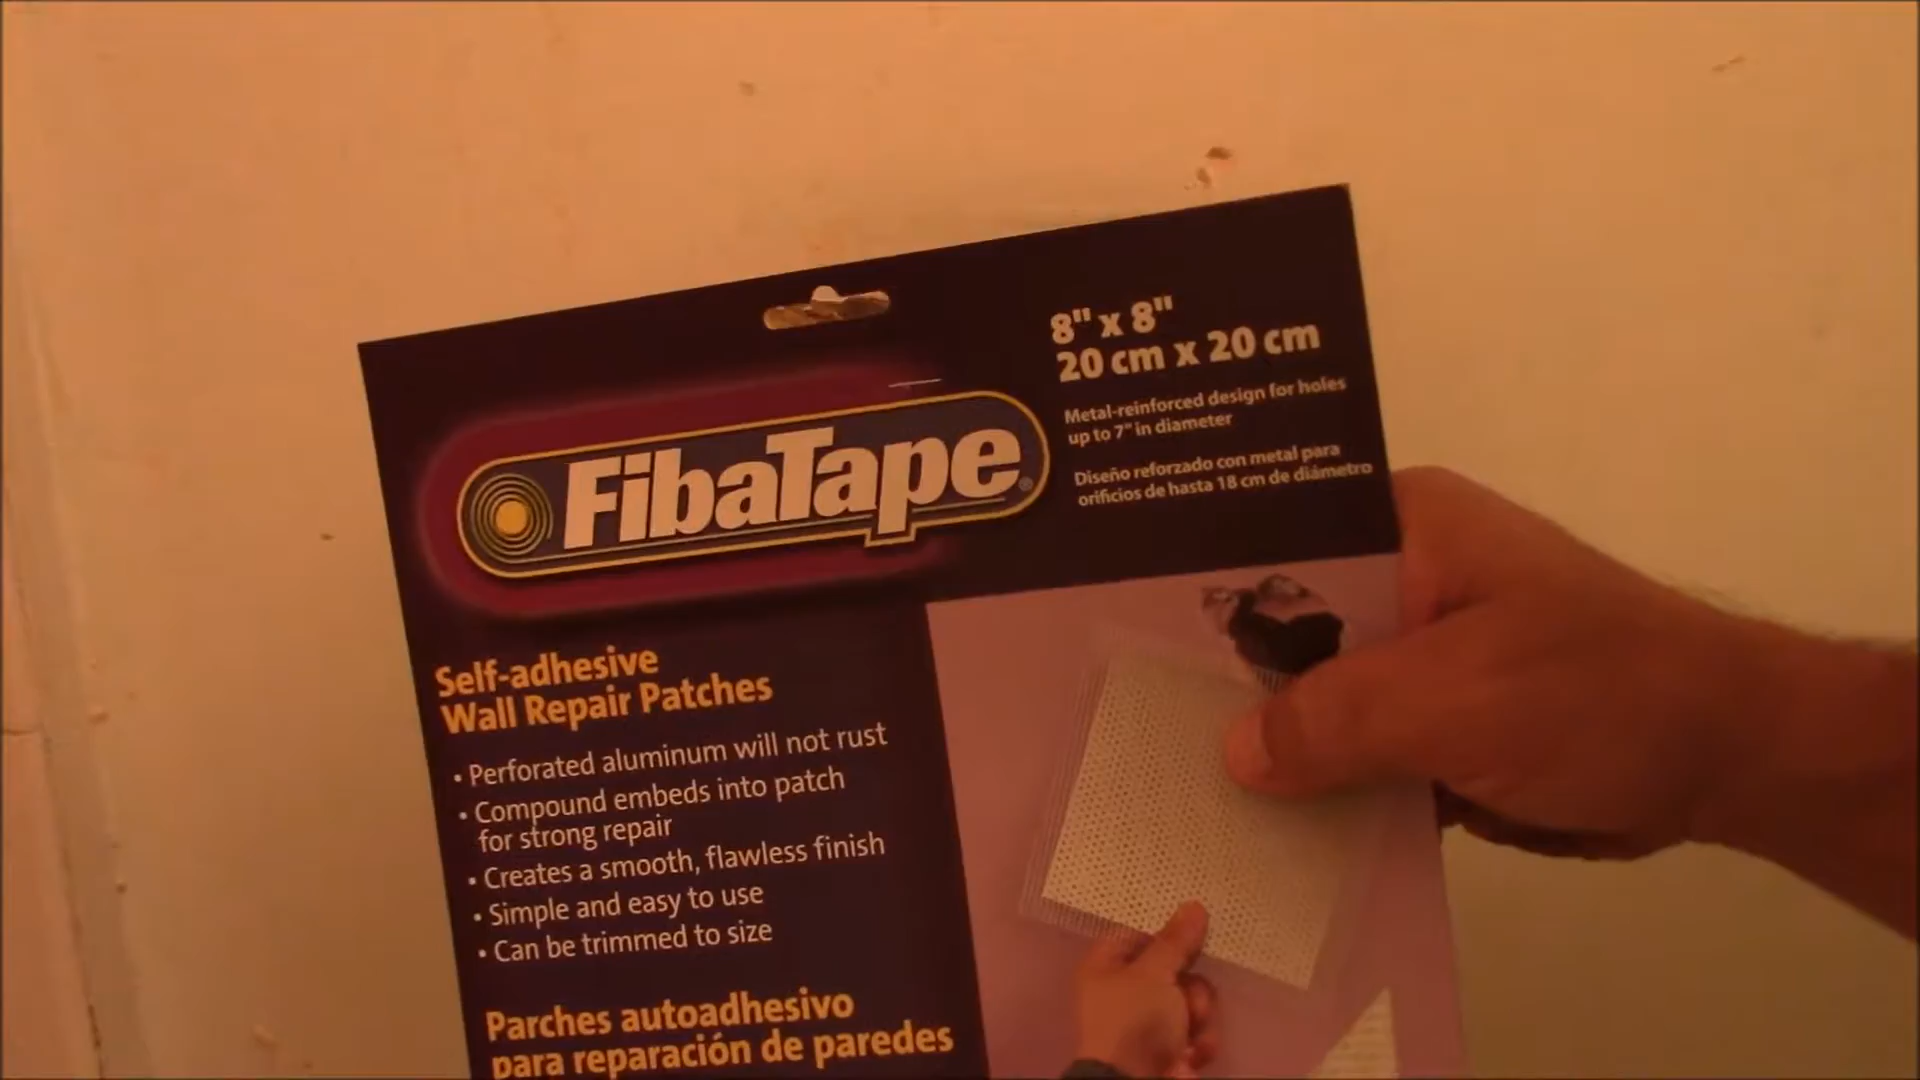 8" x 8"
20 cm x 20 cm
Metal-reinforced design for holes
up to 7" in diameter
Diseño reforzado con metal para
orificios de hasta 18 cm de diámetro
FibaTape®
Self-adhesive
Wall Repair Patches
• Perforated aluminum will not rust
• Compound embeds into patch
for strong repair
• Creates a smooth, flawless finish
• Simple and easy to use
• Can be trimmed to size
Parches autoadhesivo
para reparación de paredes